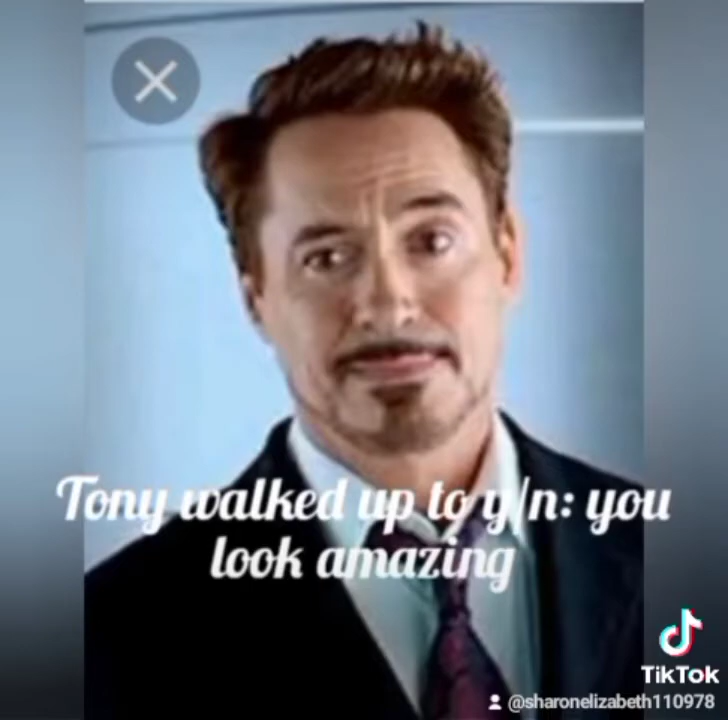 Tony walked up to y/n: you
look amazing
TikTok
@sharonelizabeth110978